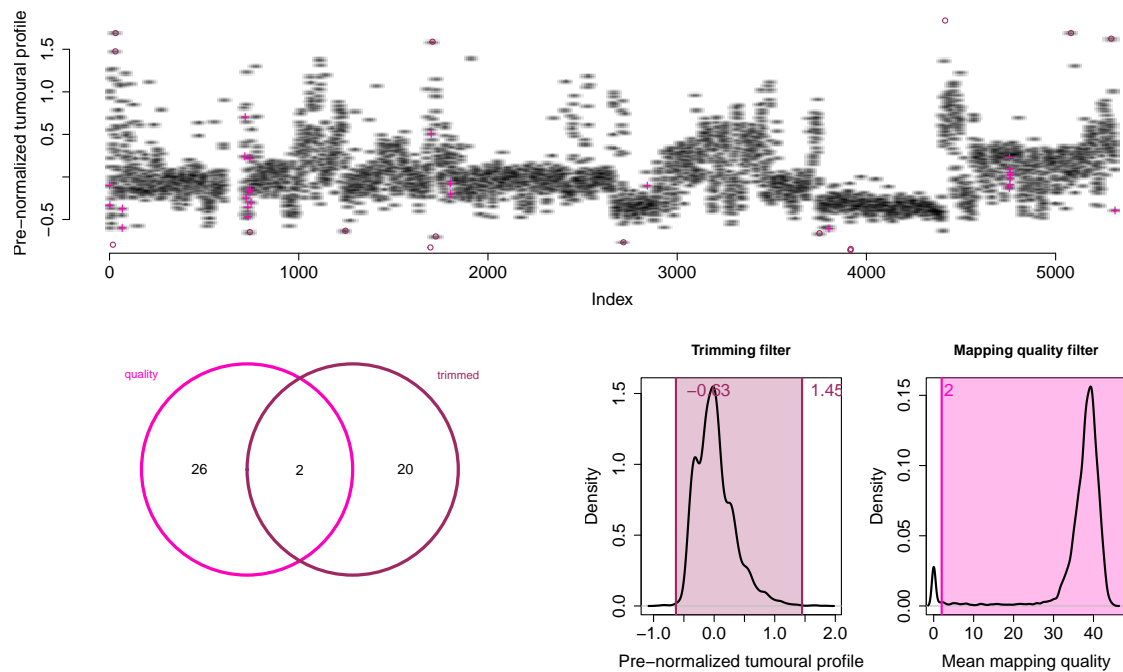 Pre−normalized tumoural profile
−0.5 0.5 1.0 1.5
0 1000 2000 3000 4000 5000
Index
quality
trimmed
26
2
20
Trimming filter
−0.63
1.45
Density
0.0 0.5 1.0 1.5
−1.0 0.0 1.0 2.0
Pre−normalized tumoural profile
Mapping quality filter
2
Density
0.00 0.05 0.10 0.15
0 10 20 30 40
Mean mapping quality